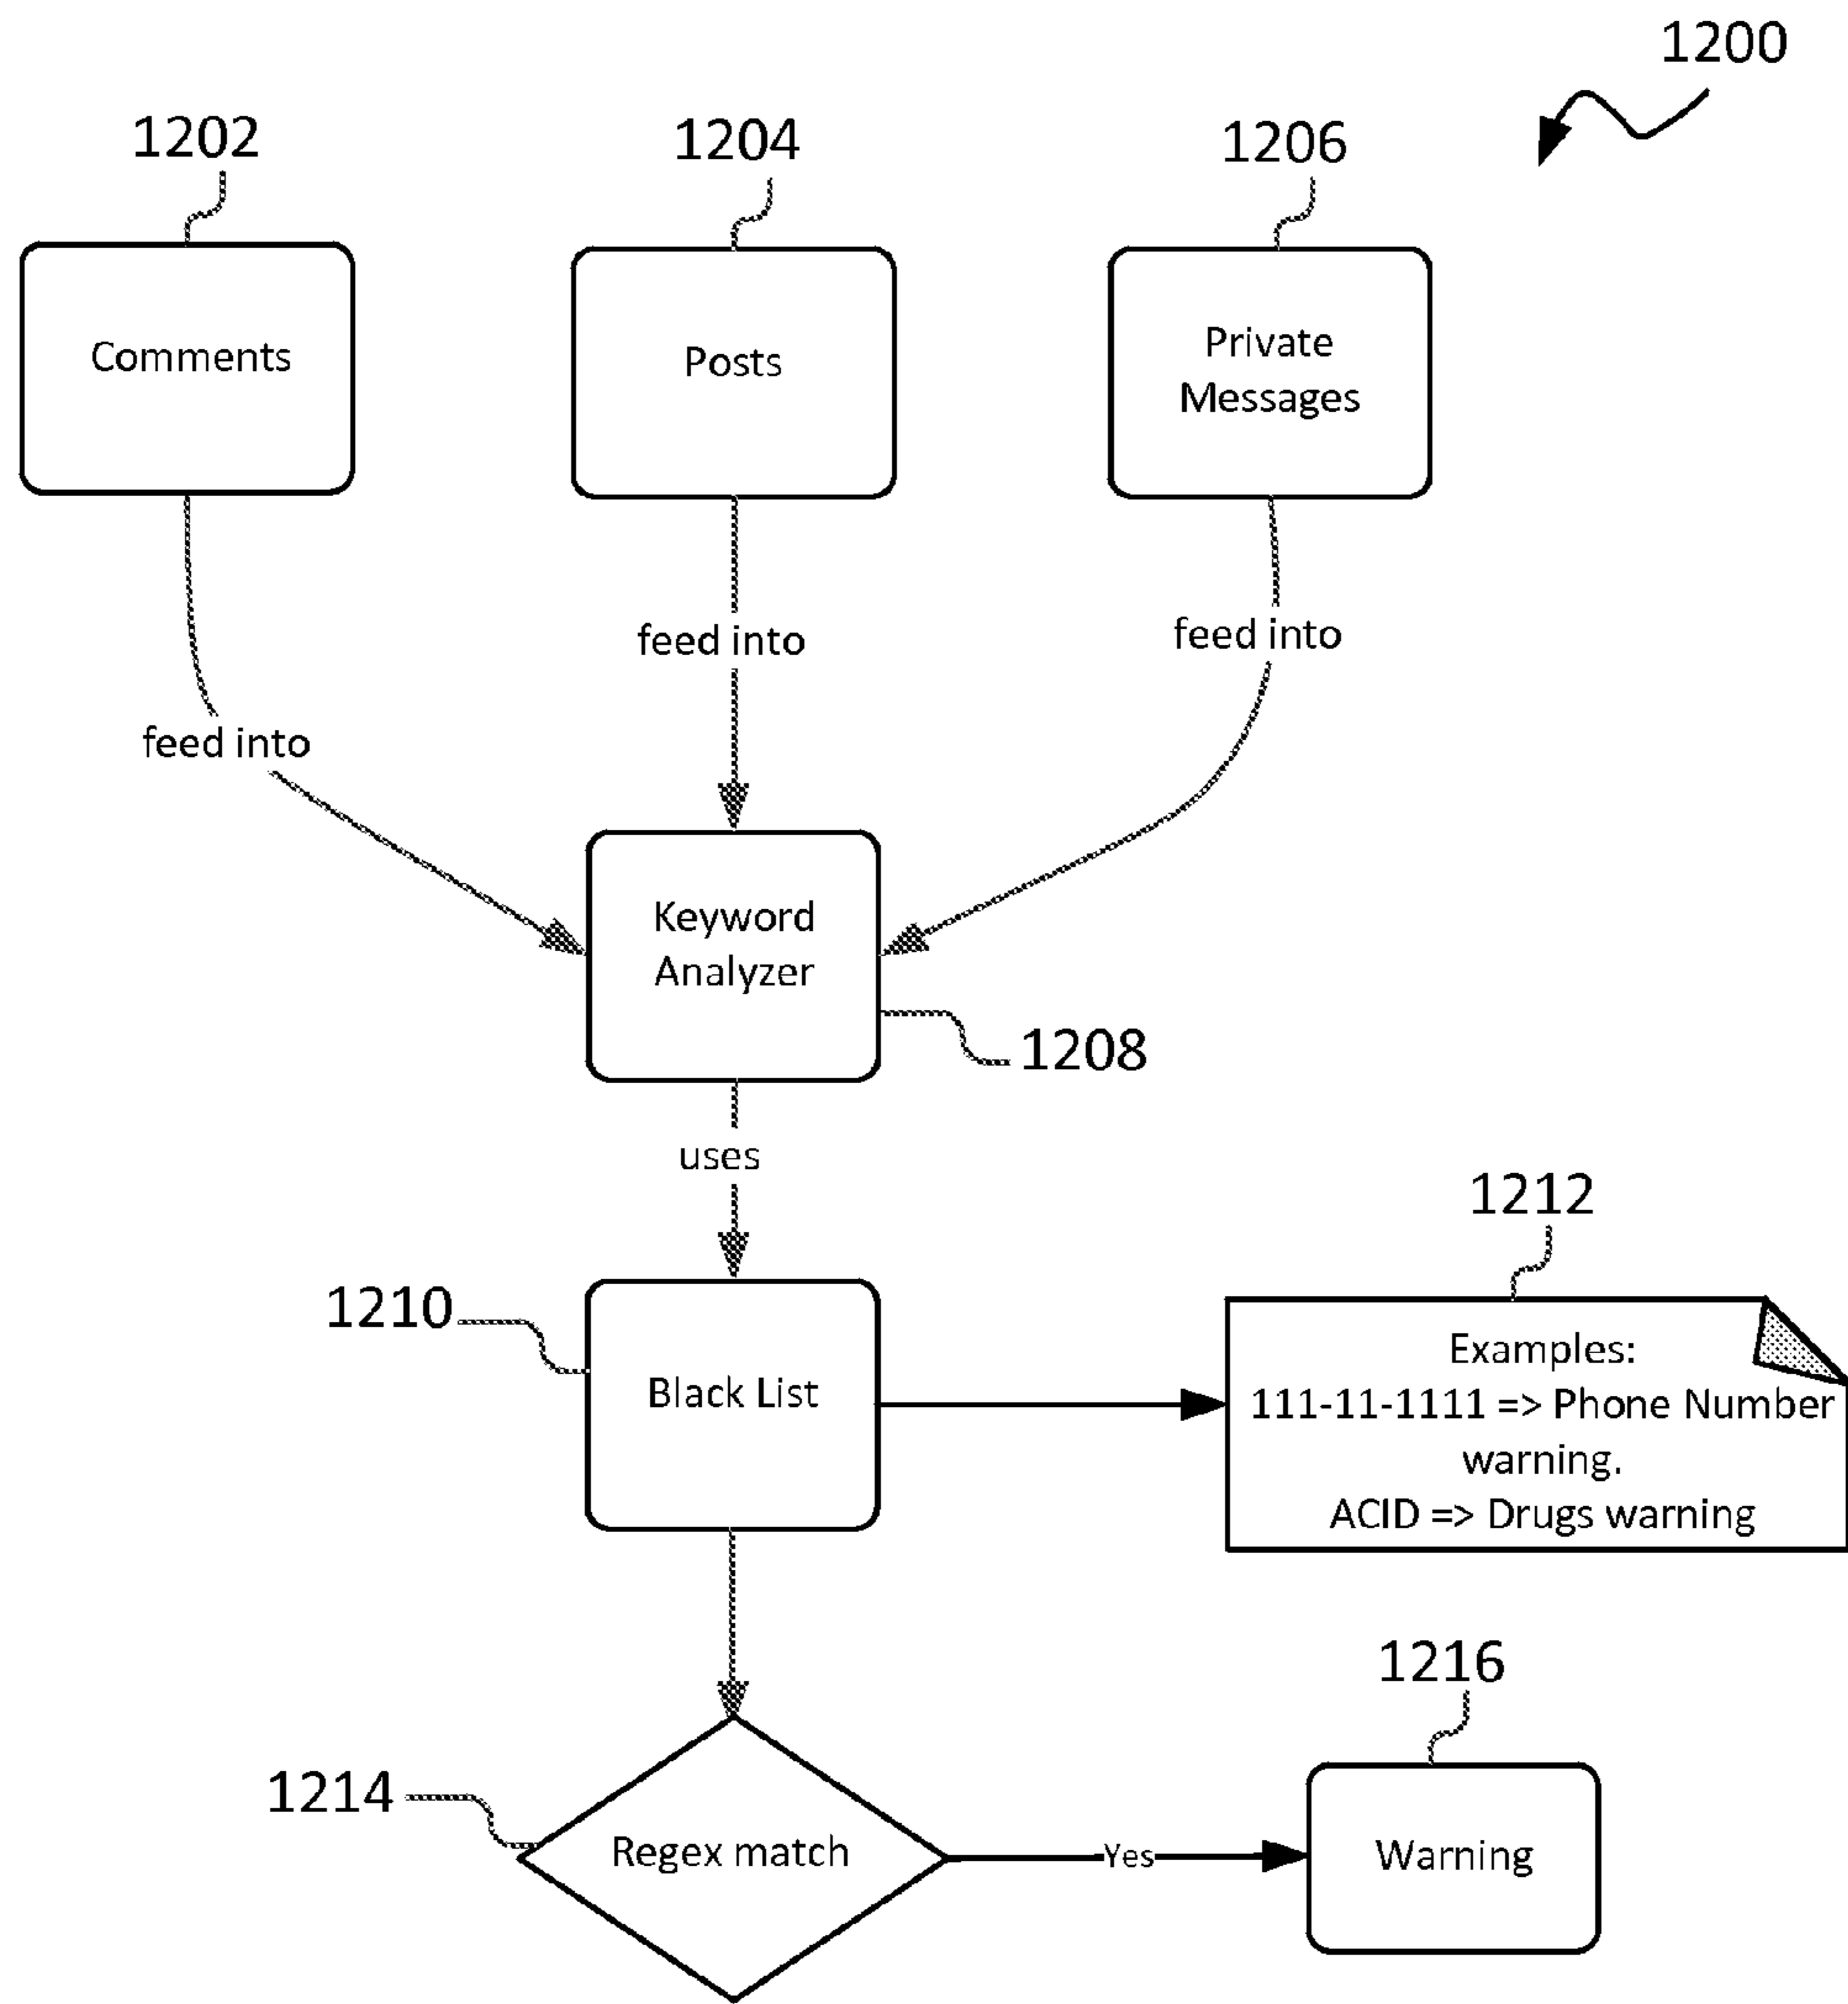 1200
1202
1204
1206
Comments
Posts
Private
Messages
feed into
feed into
feed into
Keyword
Analyzer
1208
uses
1212
1210
Black List
Examples:
111-11-1111 => Phone Number
warning.
ACID => Drugs warning
1216
1214
Regex match
Yes
Warning